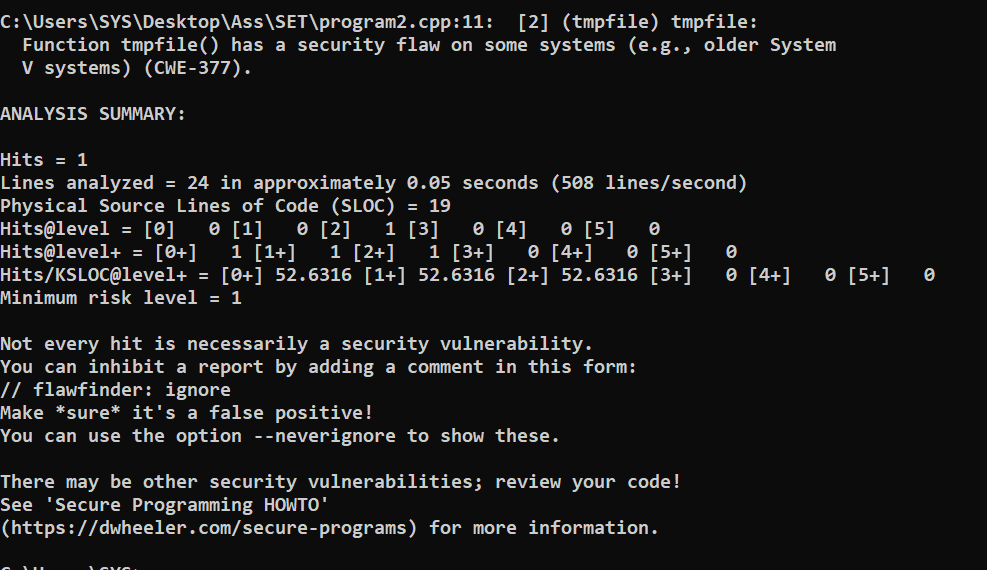 C:\Users\SYS\Desktop\Ass\SET\program2.cpp:11:  [2] (tmpfile) tmpfile:
  Function tmpfile() has a security flaw on some systems (e.g., older System
  V systems) (CWE-377).

ANALYSIS SUMMARY:

Hits = 1
Lines analyzed = 24 in approximately 0.05 seconds (508 lines/second)
Physical Source Lines of Code (SLOC) = 19
Hits@level = [0]   0 [1]   0 [2]   1 [3]   0 [4]   0 [5]   0
Hits@level+ = [0+]   1 [1+]   1 [2+]   1 [3+]   0 [4+]   0 [5+]   0
Hits/KSLOC@level+ = [0+] 52.6316 [1+] 52.6316 [2+] 52.6316 [3+]   0 [4+]   0 [5+]   0
Minimum risk level = 1

Not every hit is necessarily a security vulnerability.
You can inhibit a report by adding a comment in this form:
// flawfinder: ignore
Make *sure* it's a false positive!
You can use the option --neverignore to show these.

There may be other security vulnerabilities; review your code!
See 'Secure Programming HOWTO'
(https://dwheeler.com/secure-programs) for more information.